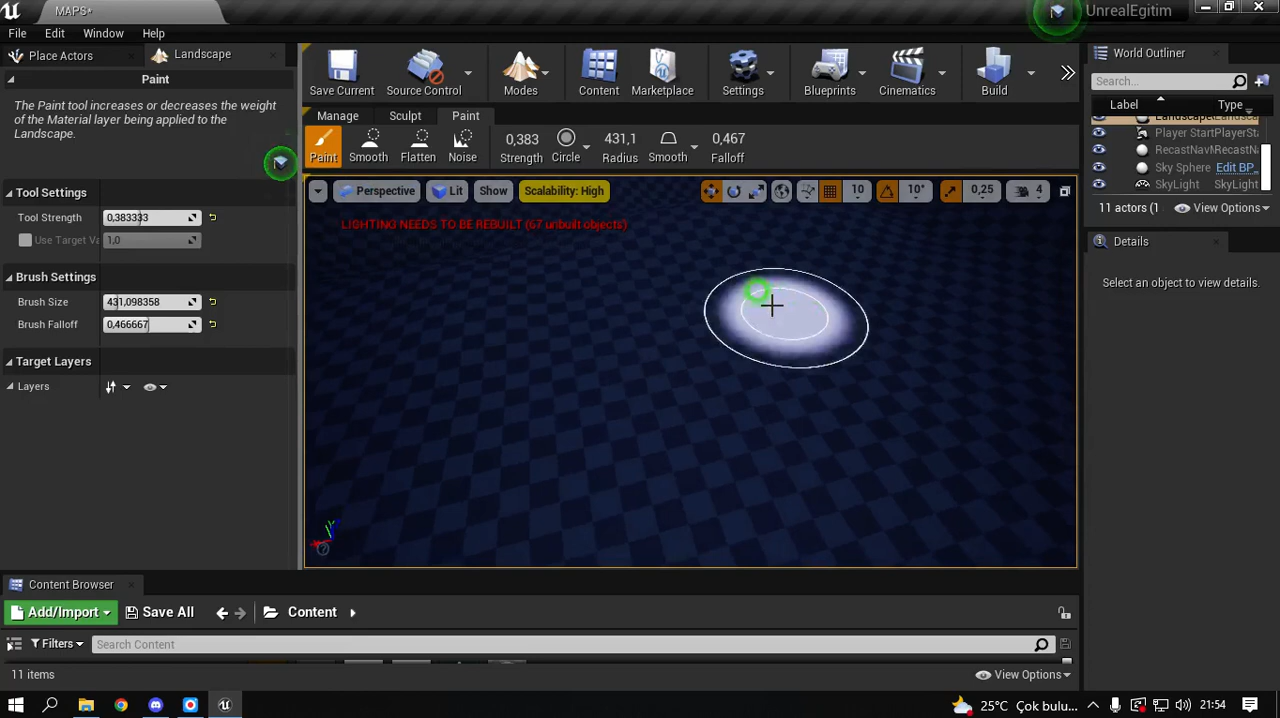 MAPS*
UnrealEgitim
File Edit Window Help
Place Actors
Landscape
Paint
The Paint tool increases or decreases the weight
of the Material layer being applied to the
Landscape.
Tool Settings
Tool Strength 0,383333
Use Target Va 1,0
Brush Settings
Brush Size 431,098358
Brush Falloff 0,466667
Target Layers
Layers
Save Current
Source Control
Modes
Content
Marketplace
Settings
Blueprints
Cinematics
Build
Manage Sculpt Paint
Paint
Smooth
Flatten
Noise
0,383
Strength
Circle
431,1
Radius
Smooth
0,467
Falloff
Perspective
Lit
Show
Scalability: High
10
10°
0,25
4
LIGHTING NEEDS TO BE REBUILT (67 unbuilt objects)
World Outliner
Search...
Label Type
Player Start PlayerSta
RecastNavM RecastNav
Sky Sphere Edit BP_
SkyLight SkyLight
11 actors (1 View Options
Details
Select an object to view details.
Content Browser
Add/Import
Save All
Content
Filters
Search Content
11 items
View Options
25°C Çok bulu...
21:54